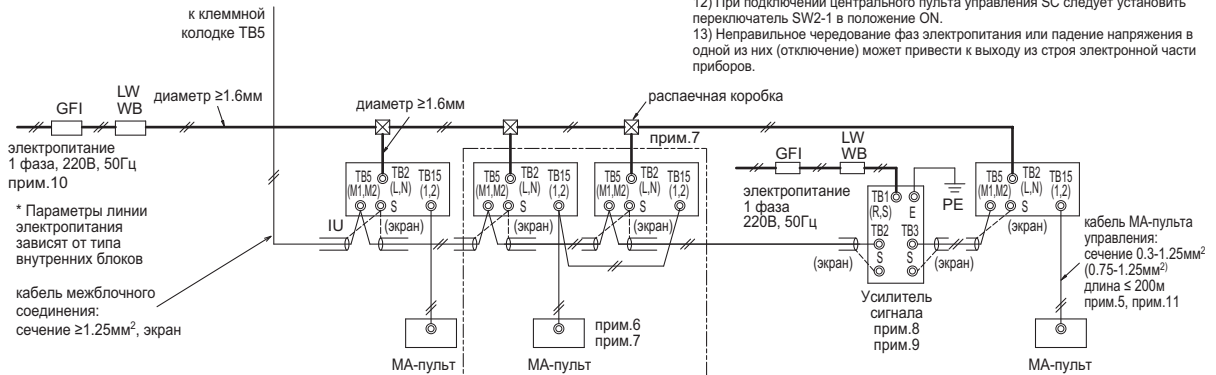 12) При подключении центрального пульта управления SC следует установить
переключатель SW2-1 в положение ON.
13) Неправильное чередование фаз электропитания или падение напряжения в
одной из них (отключение) может привести к выходу из строя электронной части
приборов.
к клеммной
колодке TB5
GFI
LW
WB
диаметр ≥1.6мм
диаметр ≥1.6мм
распаечная коробка
прим.7
электропитание
1 фаза, 220В, 50Гц
прим.10
* Параметры линии
электропитания
зависят от типа
внутренних блоков
кабель межблочного
соединения:
сечение ≥1.25мм², экран
IU
TB5
(M1,M2)
TB2
(L,N)
TB15
(1,2)
S
(экран)
МА-пульт
TB5
(M1,M2)
TB2
(L,N)
TB15
(1,2)
S
(экран)
МА-пульт
прим.6
прим.7
TB5
(M1,M2)
TB2
(L,N)
TB15
(1,2)
S
(экран)
GFI
LW
WB
электропитание
1 фаза
220В, 50Гц
TB1
(R,S)
E
PE
TB2
TB3
S
S
(экран)
(экран)
Усилитель
сигнала
прим.8
прим.9
TB5
(M1,M2)
TB2
(L,N)
TB15
(1,2)
S
(экран)
кабель МА-пульта
управления:
сечение 0.3-1.25мм²
(0.75-1.25мм²)
длина ≤ 200м
прим.5, прим.11
МА-пульт